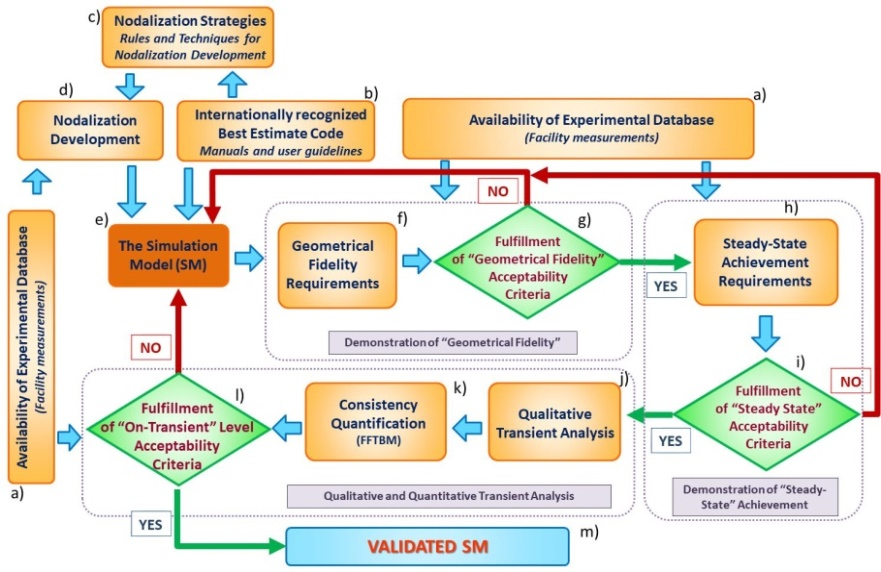 c)
Nodalization Strategies
Rules and Techniques for
Nodalization Development
d)
Nodalization
Development
b)
Internationally recognized
Best Estimate Code
Manuals and user guidelines
a)
Availability of Experimental Database
(Facility measurements)
NO
e)
The Simulation
Model (SM)
f)
Geometrical
Fidelity
Requirements
g)
Fulfillment
of “Geometrical Fidelity”
Acceptability
Criteria
YES
h)
Steady-State
Achievement
Requirements
Demonstration of “Geometrical Fidelity”
Availability of Experimental Database
(Facility measurements)
a)
NO
l)
Fulfillment
of “On-Transient” Level
Acceptability
Criteria
k)
Consistency
Quantification
(FFTBM)
j)
Qualitative
Transient Analysis
YES
i)
Fulfillment
of “Steady State”
Acceptability
Criteria
NO
Qualitative and Quantitative Transient Analysis
Demonstration of “Steady-
State” Achievement
YES
VALIDATED SM
m)